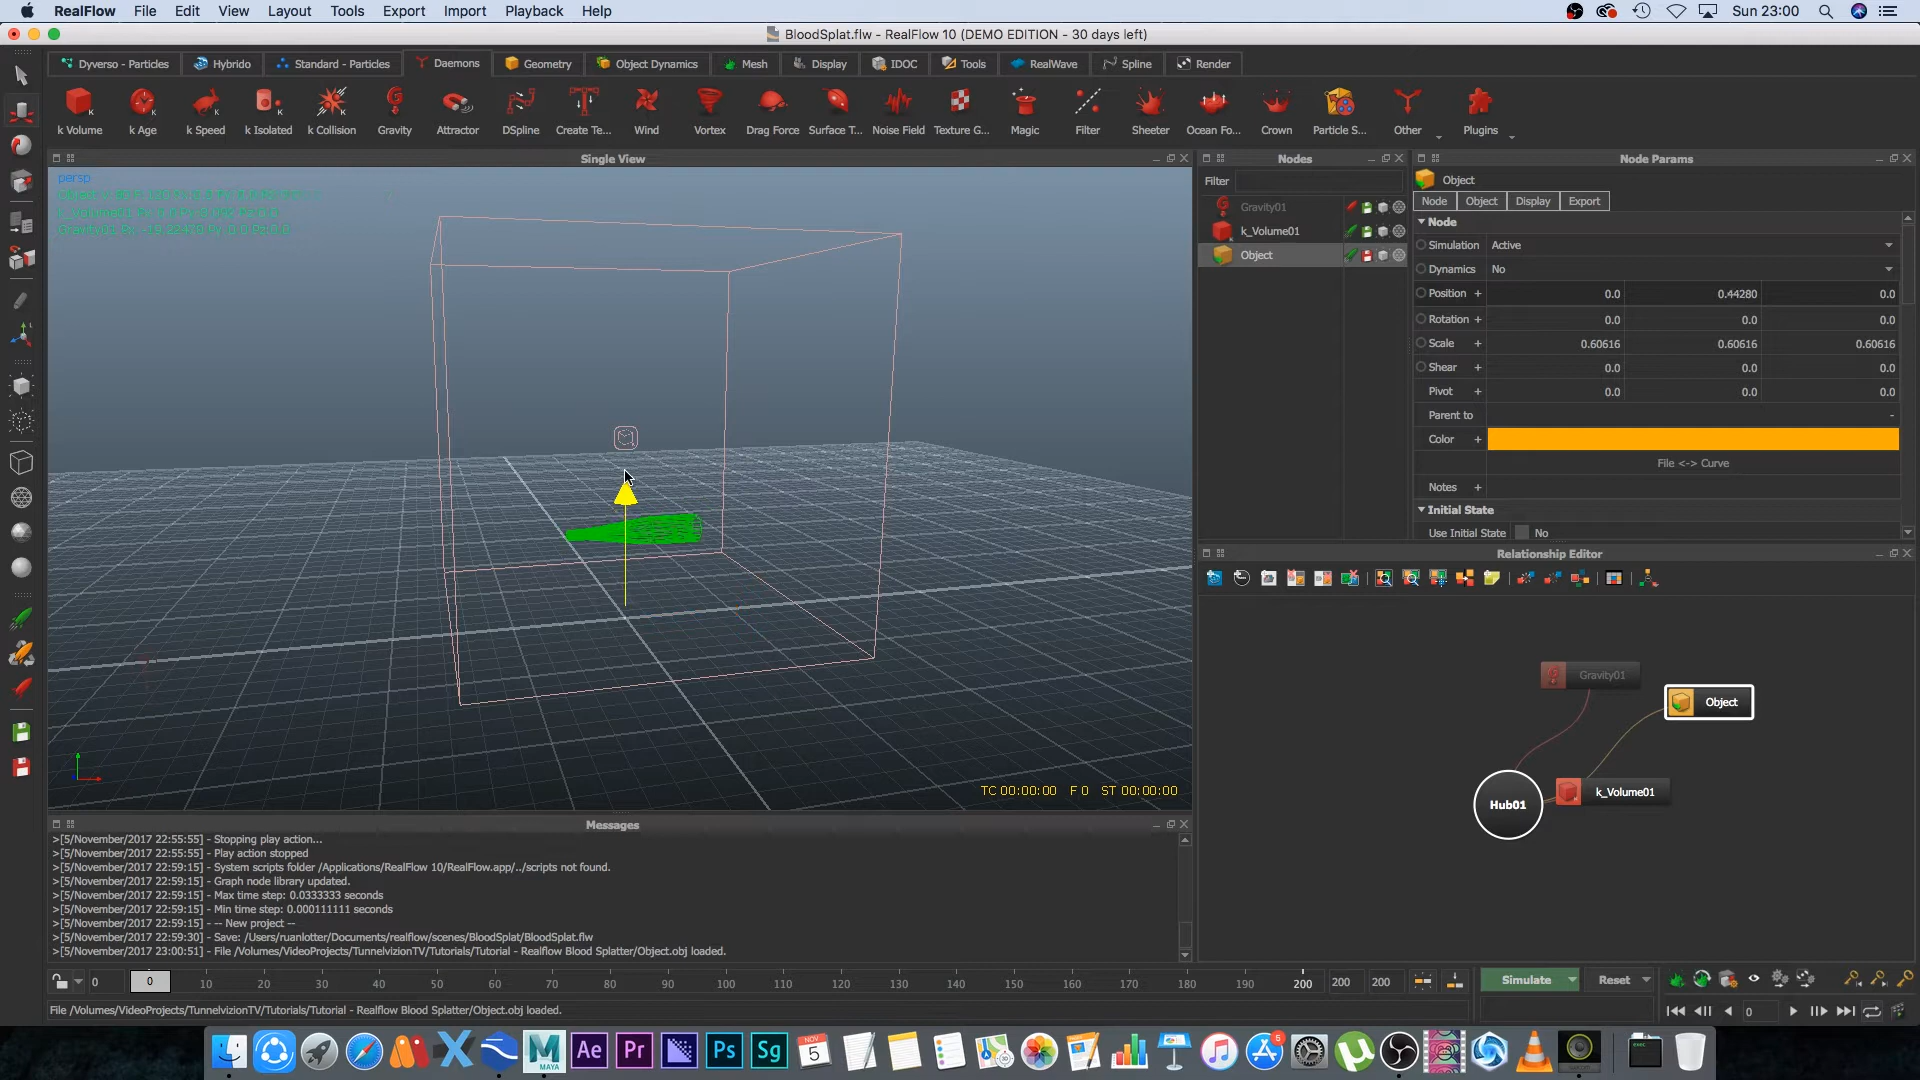 RealFlow File Edit View Layout Tools Export Import Playback Help Sun 23:00
BloodSplat.flw - RealFlow 10 (DEMO EDITION - 30 days left)
Dyverso - Particles Hybrido Standard - Particles Daemons Geometry Object Dynamics Mesh Display IDOC Tools RealWave Spline Render
k Volume k Age k Speed k Isolated k Collision Gravity Attractor DSpline Create Te... Wind Vortex Drag Force Surface T... Noise Field Texture G... Magic Filter Sheeter Ocean Fo... Crown Particle S... Other Plugins
Single View
persp
TC 00:00:00 F 0 ST 00:00:00
Nodes
Filter
Gravity01
k_Volume01
Object
Node Params
Object
Node Object Display Export
Node
Simulation Active
Dynamics No
Position + 0.0 0.44280 0.0
Rotation + 0.0 0.0 0.0
Scale + 0.60616 0.60616 0.60616
Shear + 0.0 0.0 0.0
Pivot + 0.0 0.0 0.0
Parent to -
Color +
File <-> Curve
Notes +
Initial State
Use Initial State No
Relationship Editor
Gravity01
Object
k_Volume01
Hub01
Messages
>[5/November/2017 22:55:55] - Stopping play action...
>[5/November/2017 22:55:55] - Play action stopped
>[5/November/2017 22:59:15] - System scripts folder /Applications/RealFlow 10/RealFlow.app/../scripts not found.
>[5/November/2017 22:59:15] - Graph node library updated.
>[5/November/2017 22:59:15] - Max time step: 0.0333333 seconds
>[5/November/2017 22:59:15] - Min time step: 0.000111111 seconds
>[5/November/2017 22:59:15] - -- New project --
>[5/November/2017 22:59:30] - Save: /Users/ruanlotter/Documents/realflow/scenes/BloodSplat/BloodSplat.flw
>[5/November/2017 23:00:51] - File /Volumes/VideoProjects/TunnelvizionTV/Tutorials/Tutorial - Realflow Blood Splatter/Object.obj loaded.
0 0 10 20 30 40 50 60 70 80 90 100 110 120 130 140 150 160 170 180 190 200 200 200
Simulate Reset
0
File /Volumes/VideoProjects/TunnelvizionTV/Tutorials/Tutorial - Realflow Blood Splatter/Object.obj loaded.
MAYA Ae Pr Ps Sg NOV 5 5